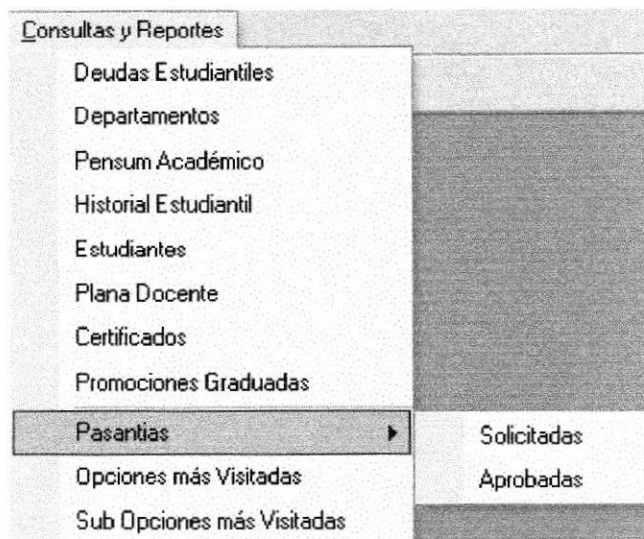 Consultas y Reportes
Deudas Estudiantiles
Departamentos
Pensum Académico
Historial Estudiantil
Estudiantes
Plana Docente
Certificados
Promociones Graduadas
Pasantias
Solicitadas
Opciones más Visitadas
Aprobadas
Sub Opciones más Visitadas